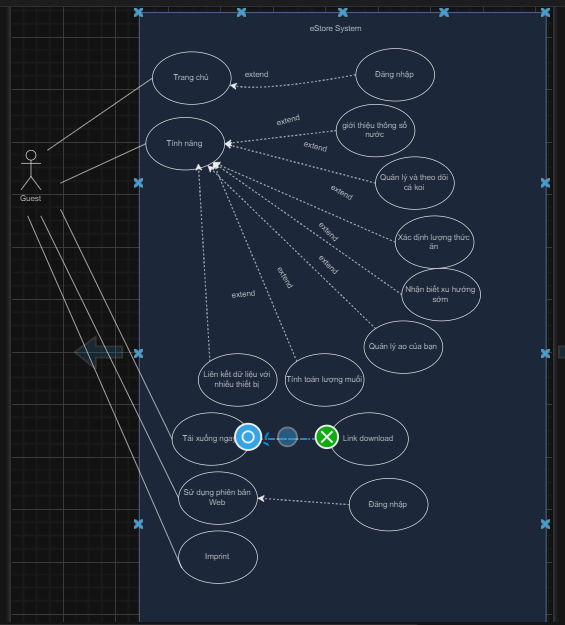 eStore System
Trang chủ
extend
Đăng nhập
Tính năng
extend
giới thiệu thông số
nước
extend
Quản lý và theo dõi
cá koi
Guest
extend
Xác định lượng thức
ăn
extend
Nhận biết xu hướng
sớm
extend
extend
extend
Quản lý ao của bạn
Liên kết dữ liệu với
nhiều thiết bị
Tính toán lượng muối
Tải xuống
Link download
Sử dụng phiên bản
Web
Đăng nhập
Imprint